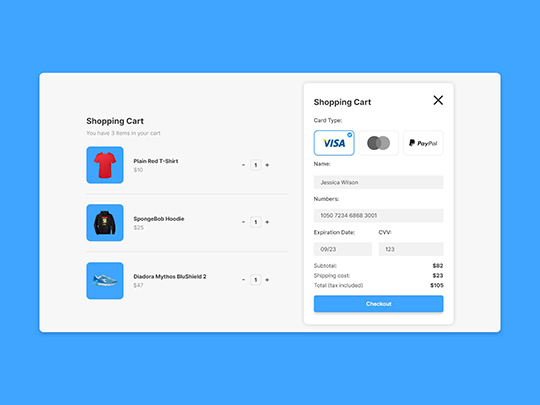 Shopping Cart
You have 3 items in your cart
Plain Red T-Shirt
$10
- 1 +
SpongeBob Hoodie
$25
- 1 +
Diadora Mythos BluShield 2
$47
- 1 +
Shopping Cart
Card Type:
VISA
PayPal
Name:
Jessica Wilson
Numbers:
1050 7234 6868 3001
Expiration Date: CVV:
09/23 123
Subtotal: $82
Shipping cost: $23
Total (tax included) $105
Checkout